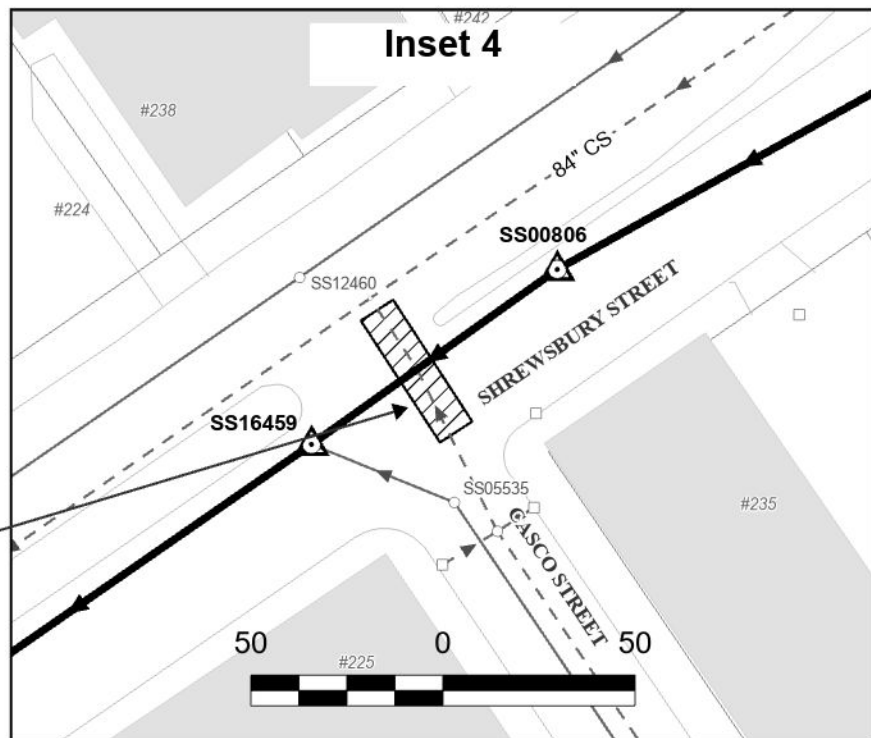 #242
Inset 4
#238
84" CS
#224
SS00806
SS12460
SHREWSBURY STREET
SS16459
SS05535
#235
CASCO STREET
50 0 50
#225